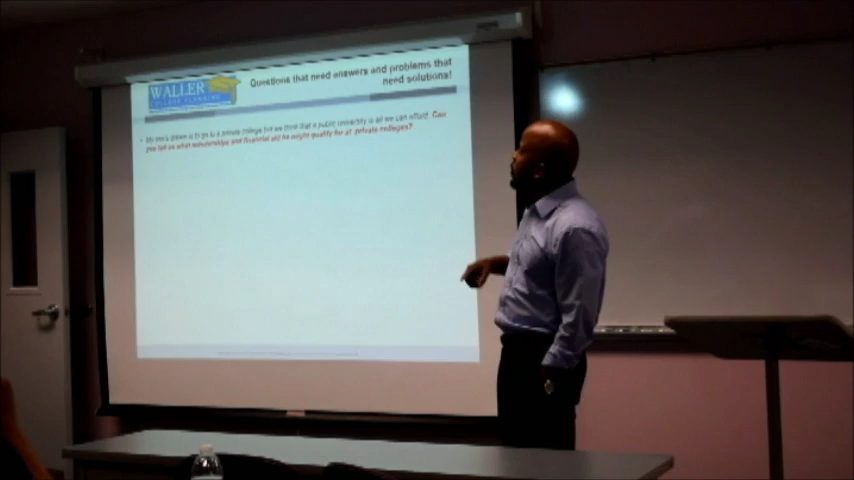 WALLER
COLLEGE PLANNING
Questions that need answers and problems that
need solutions!
• My son's dream is to go to a private college but we think that a public university is all we can afford. Can
you tell us what scholarships and financial aid he might qualify for at private colleges?